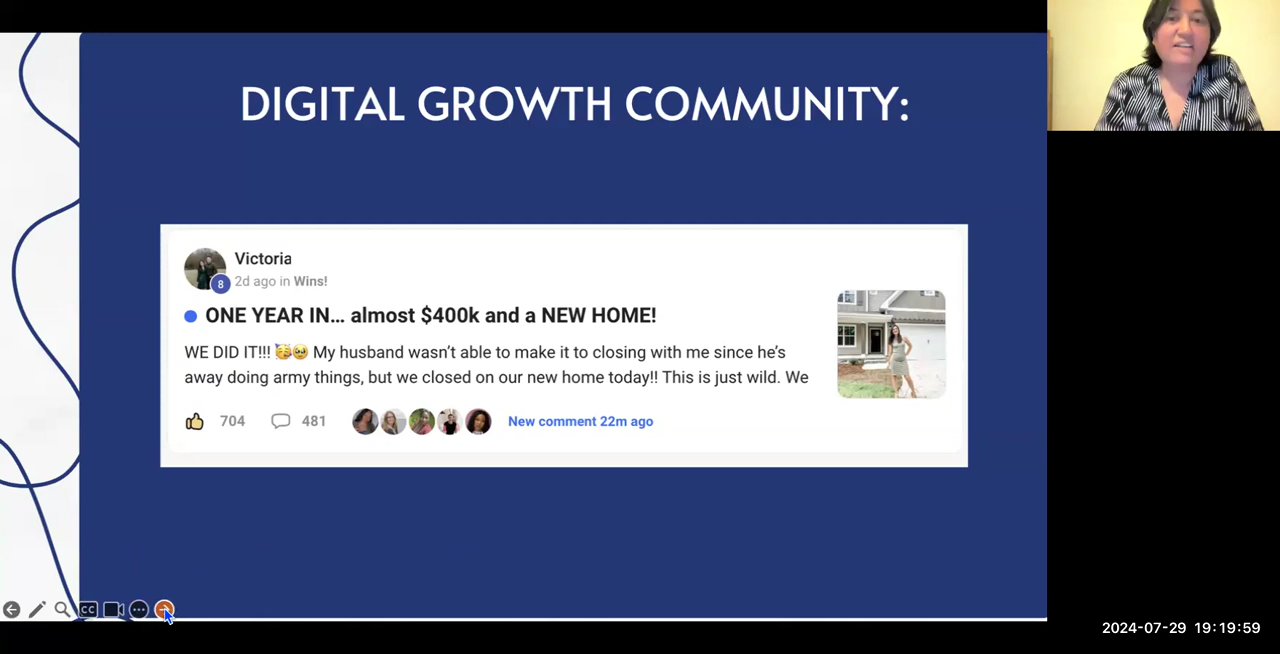 DIGITAL GROWTH COMMUNITY:
Victoria
8
2d ago in Wins!
ONE YEAR IN... almost $400k and a NEW HOME!
WE DID IT!!! 🥳🥹 My husband wasn't able to make it to closing with me since he's
away doing army things, but we closed on our new home today!! This is just wild. We
704 481 New comment 22m ago
CC
2024-07-29 19:19:59